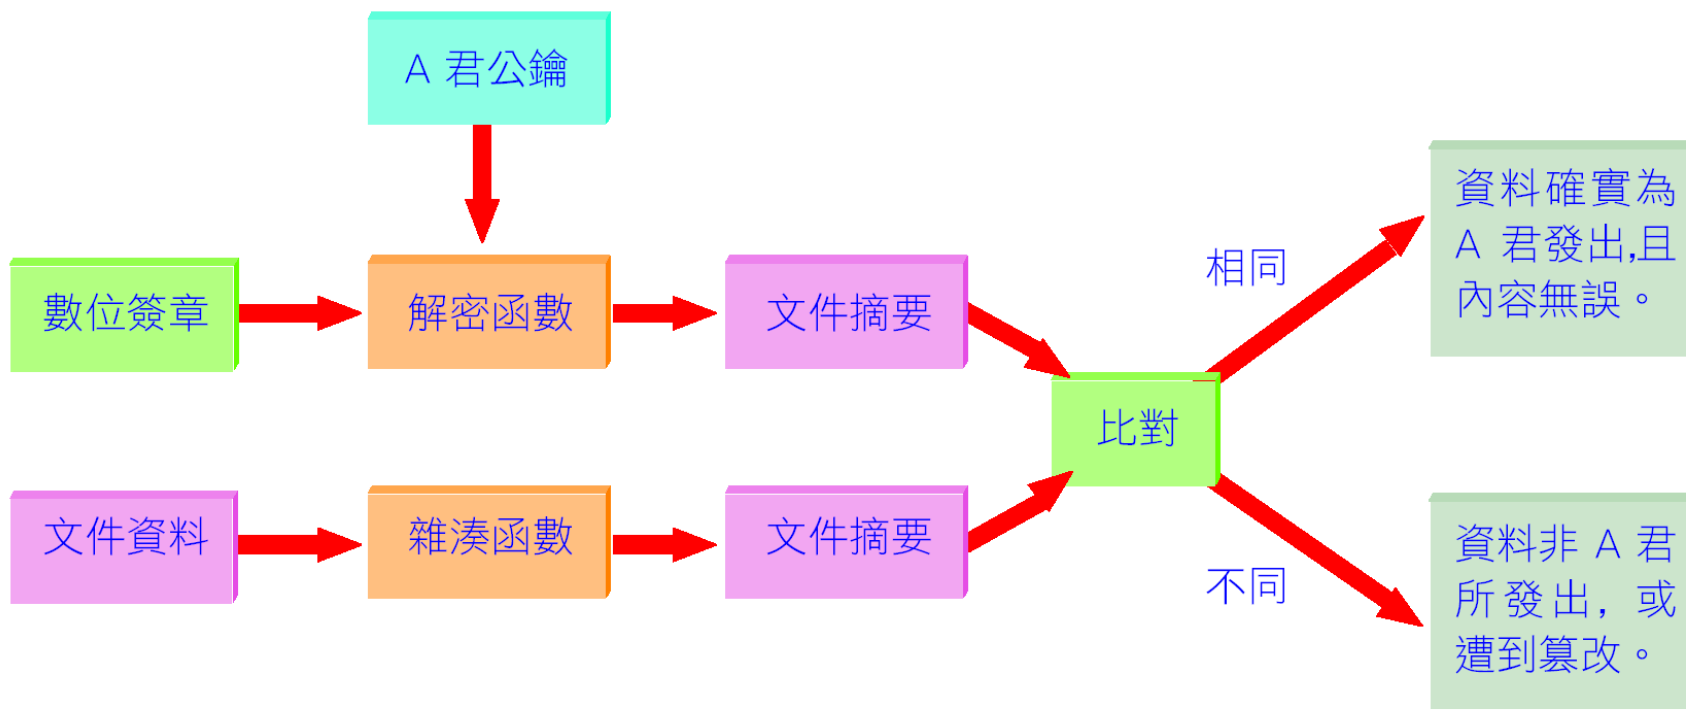 A 君公鑰
數位簽章
解密函數
文件摘要
文件資料
雜湊函數
文件摘要
比對
相同
不同
資料確實為
A 君發出,且
內容無誤。
資料非 A 君
所發出，或
遭到篡改。